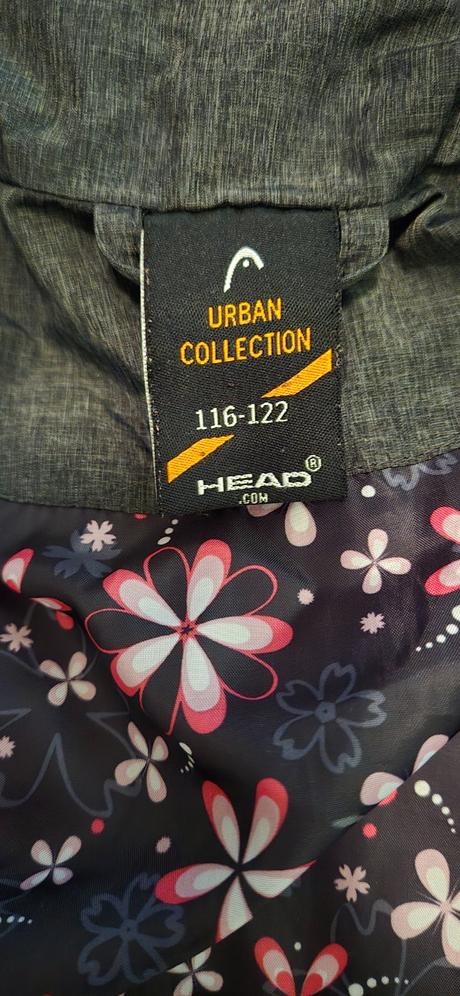 URBAN
COLLECTION
116-122
HEAD®
.COM